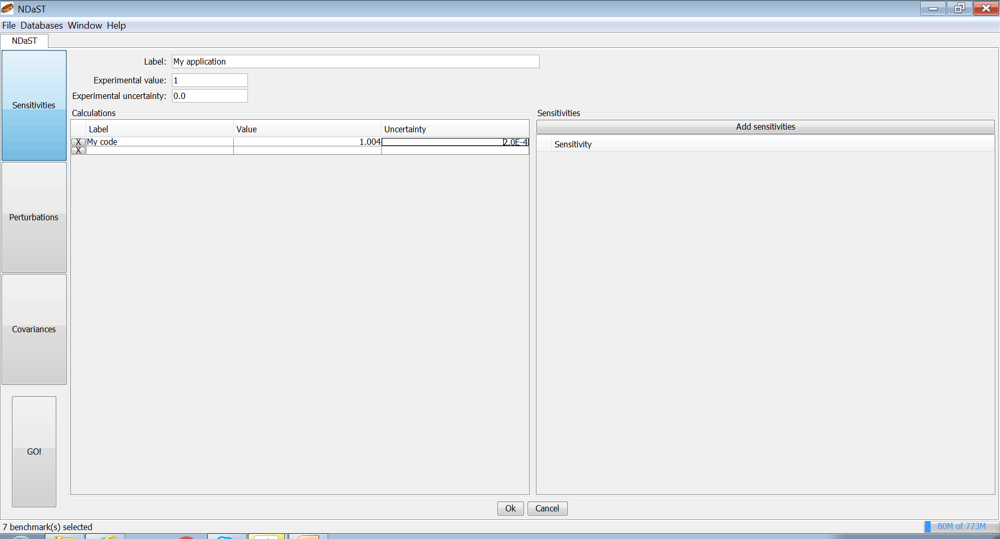 NDaST
File Databases Window Help
NDaST
Label: My application
Experimental value: 1
Experimental uncertainty: 0.0
Calculations
Label Value Uncertainty
X My code 1.004 2.0E-4
X
Sensitivities
Add sensitivities
Sensitivity
Sensitivities
Perturbations
Covariances
GO!
Ok Cancel
7 benchmark(s) selected
80M of 773M